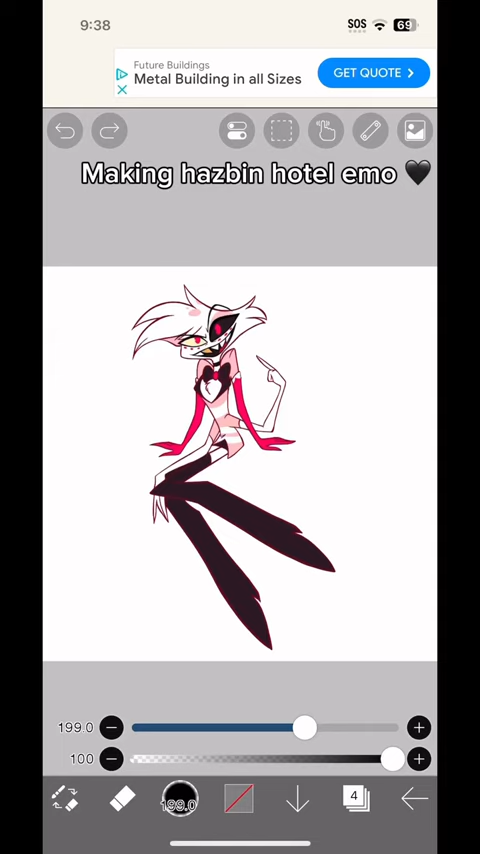 9:38
SOS
69
Future Buildings
Metal Building in all Sizes
GET QUOTE
Making hazbin hotel emo 🖤
199.0
100
199.0
4